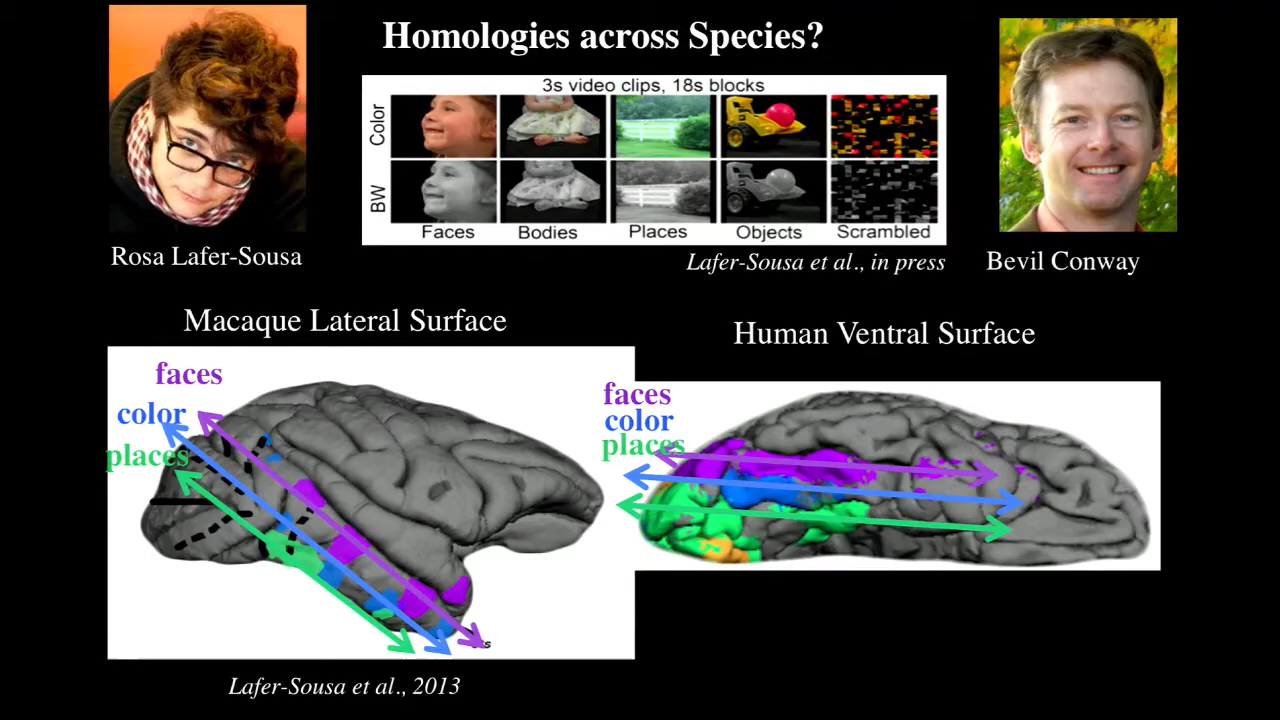 Homologies across Species?
3s video clips, 18s blocks
Color
BW
Faces Bodies Places Objects Scrambled
Rosa Lafer-Sousa
Lafer-Sousa et al., in press
Bevil Conway
Macaque Lateral Surface
Human Ventral Surface
faces
color
places
faces
color
places
Lafer-Sousa et al., 2013